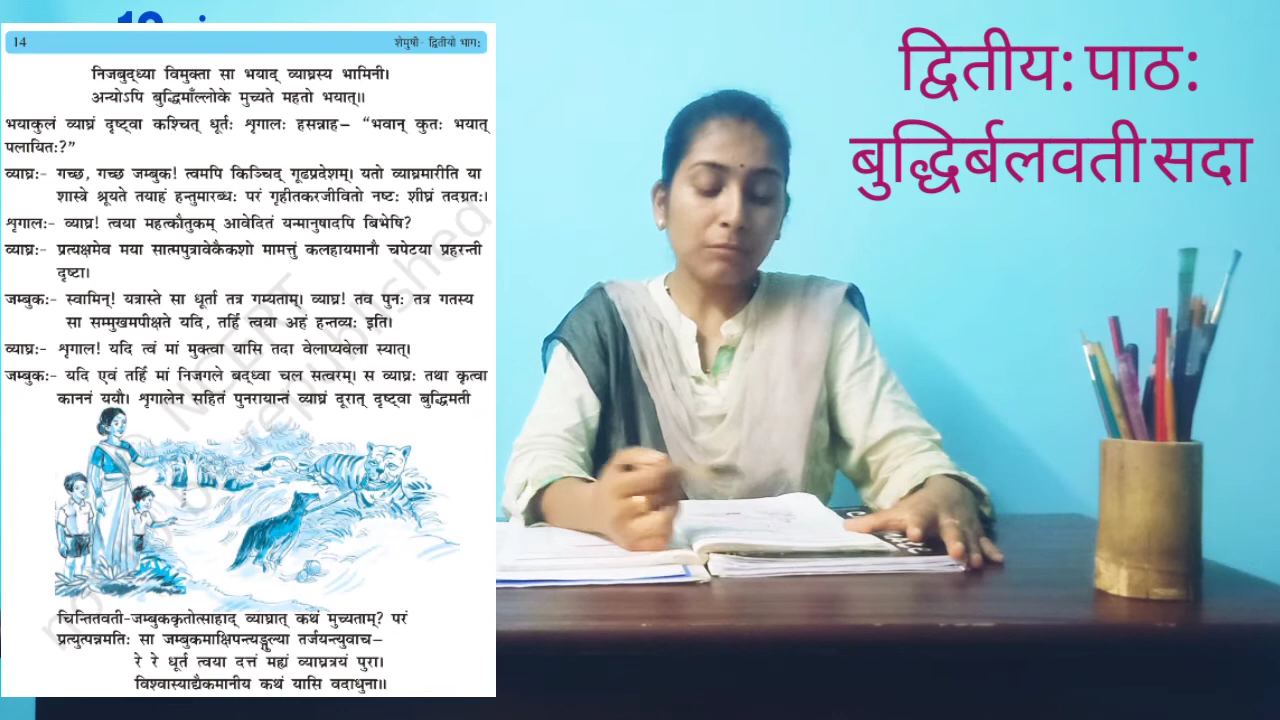 14 शेमुषी- द्वितीयो भाग:
निजबुद्ध्या विमुक्ता सा भयाद् व्याघ्रस्य भामिनी।
अन्योऽपि बुद्धिमाँल्लोके मुच्यते महतो भयात्॥
भयाकुलं व्याघ्रं दृष्ट्वा कश्चित् धूर्तः शृगालः हसन्नाह– “भवान् कुतः भयात्
पलायितः?”
व्याघ्रः- गच्छ, गच्छ जम्बुक! त्वमपि किञ्चिद् गूढप्रदेशम्। यतो व्याघ्रमारीति या
शास्त्रे श्रूयते तयाहं हन्तुमारब्धः परं गृहीतकरजीवितो नष्टः शीघ्रं तदग्रतः।
शृगालः- व्याघ्र! त्वया महत्कौतुकम् आवेदितं यन्मानुषादपि बिभेषि?
व्याघ्रः- प्रत्यक्षमेव मया सात्मपुत्रावेकैकशो मामत्तुं कलहायमानौ चपेटया प्रहरन्ती
दृष्टा।
जम्बुकः- स्वामिन्! यत्रास्ते सा धूर्ता तत्र गम्यताम्। व्याघ्र! तव पुनः तत्र गतस्य
सा सम्मुखमपीक्षते यदि, तर्हि त्वया अहं हन्तव्यः इति।
व्याघ्रः- शृगाल! यदि त्वं मां मुक्त्वा यासि तदा वेलाप्यवेला स्यात्।
जम्बुकः- यदि एवं तर्हि मां निजगले बद्ध्वा चल सत्वरम्। स व्याघ्रः तथा कृत्वा
काननं ययौ। शृगालेन सहितं पुनरायान्तं व्याघ्रं दूरात् दृष्ट्वा बुद्धिमती
चिन्तितवती-जम्बुककृतोत्साहाद् व्याघ्रात् कथं मुच्यताम्? परं
प्रत्युत्पन्नमतिः सा जम्बुकमाक्षिपन्त्यङ्गुल्या तर्जयन्त्युवाच–
रे रे धूर्त त्वया दत्तं मह्यं व्याघ्रत्रयं पुरा।
विश्वास्याद्यैकमानीय कथं यासि वदाधुना॥
द्वितीय: पाठ:
बुद्धिर्बलवती सदा